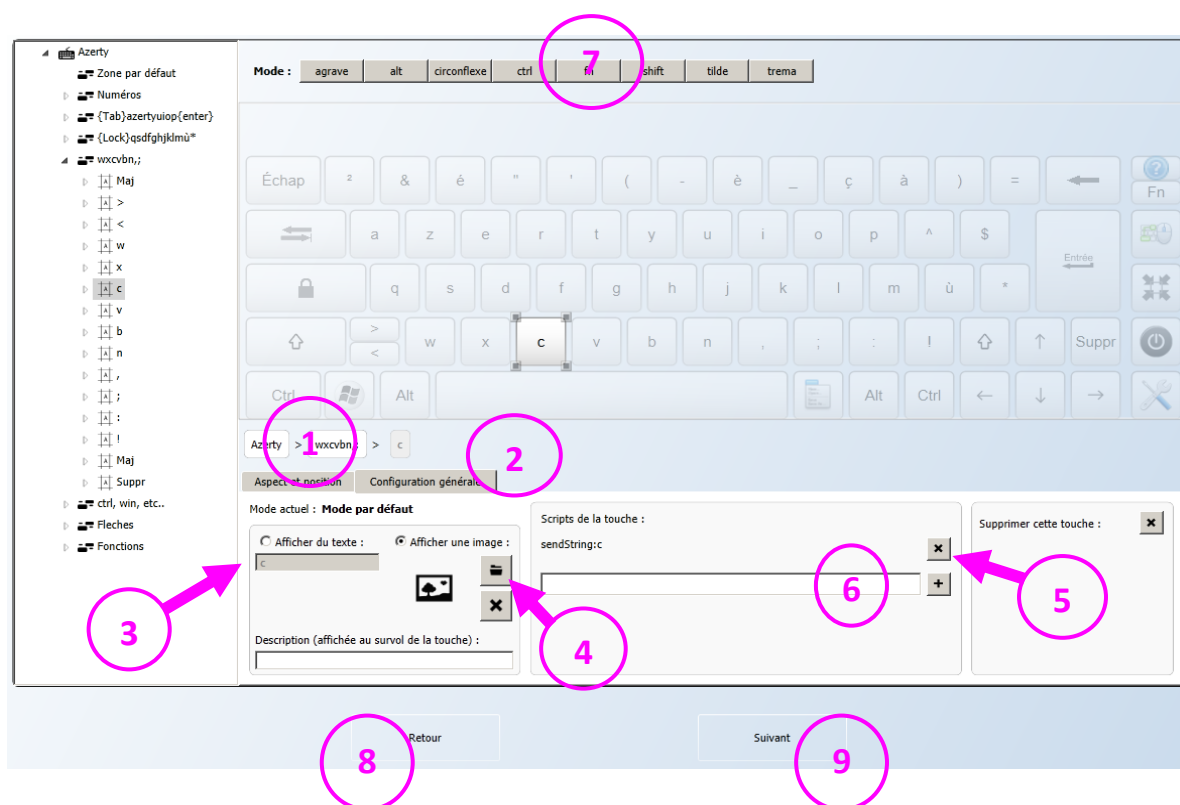 Azerty
Zone par défaut
Numéros
{Tab}azertyuiop{enter}
{Lock}qsdfghjklmù*
wxcvbn,;
Maj
>
<
w
x
c
v
b
n
,
;
:
!
Maj
Suppr
ctrl, win, etc..
Fleches
Fonctions
Mode : agrave alt circonflexe ctrl fn shift tilde trema
7
Échap ² & é " ' ( - è _ ç à ) = Fn
a z e r t y u i o p ^ $ Entrée
q s d f g h j k l m ù *
> < w x c v b n , ; : ! Suppr
Ctrl Alt Alt Ctrl
1
2
Azerty > wxcvbn,; > c
Aspect et position Configuration générale
Mode actuel : Mode par défaut
Afficher du texte : Afficher une image :
c
Description (affichée au survol de la touche) :
Scripts de la touche :
sendString:c
Supprimer cette touche :
3
4
6
5
Retour
Suivant
8
9